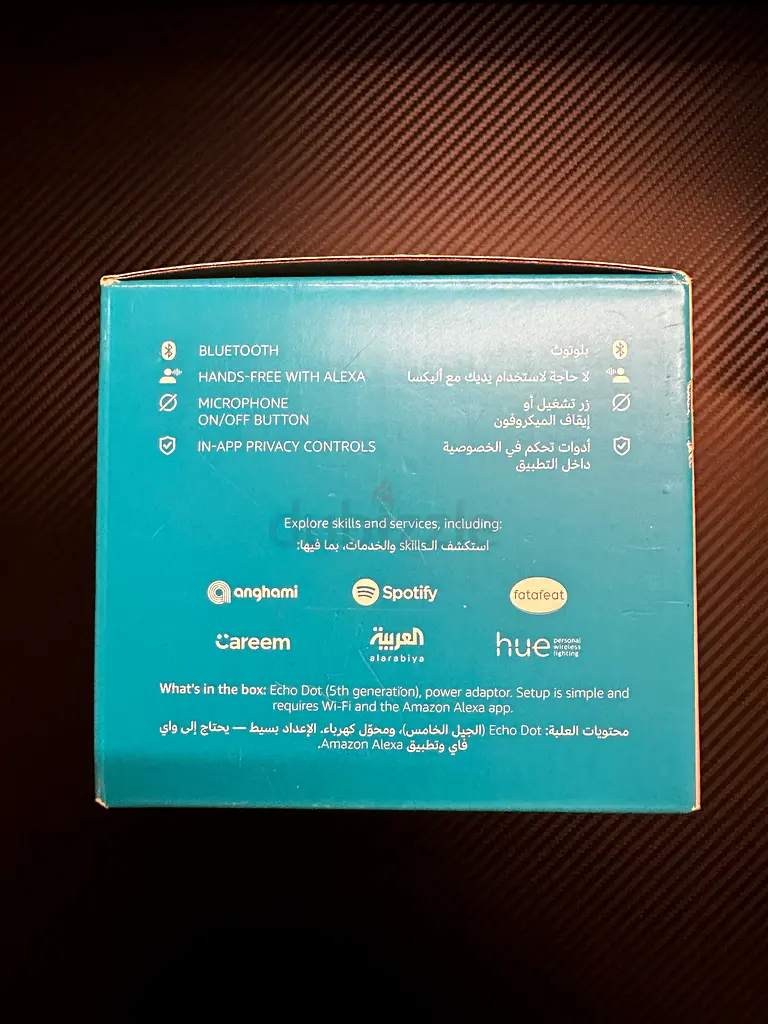 BLUETOOTH
بلوتوث
HANDS-FREE WITH ALEXA
لا حاجة لاستخدام يديك مع أليكسا
MICROPHONE
ON/OFF BUTTON
زر تشغيل أو
إيقاف الميكروفون
IN-APP PRIVACY CONTROLS
أدوات تحكم في الخصوصية
داخل التطبيق
dubizzle
Explore skills and services, including:
استكشف الـskills والخدمات، بما فيها:
anghami
Spotify
fatafeat
Careem
العربية
alarabiya
hue personal
wireless
lighting
What's in the box: Echo Dot (5th generation), power adaptor. Setup is simple and
requires Wi-Fi and the Amazon Alexa app.
محتويات العلبة: Echo Dot (الجيل الخامس)، ومحوّل كهرباء. الإعداد بسيط — يحتاج إلى واي
فاي وتطبيق Amazon Alexa.